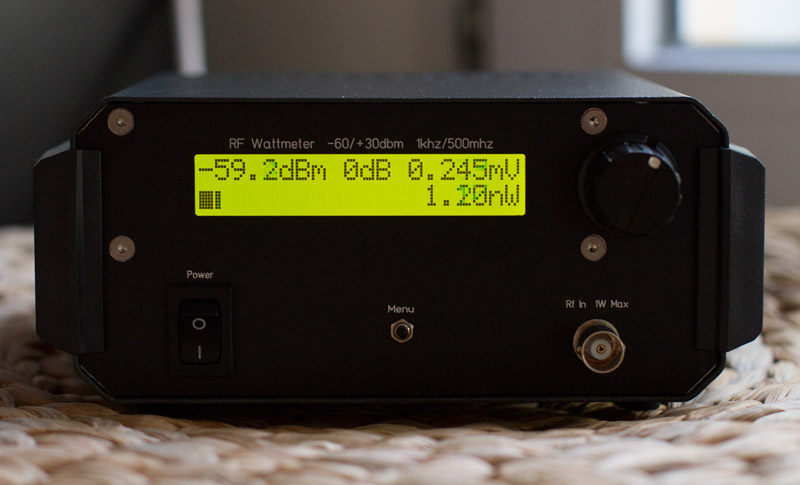 RF Wattmeter -60/+30dbm 1khz/500mhz
-59.2dBm 0dB 0.245mV
1.20nW
Power
O
I
Menu
Rf In 1W Max